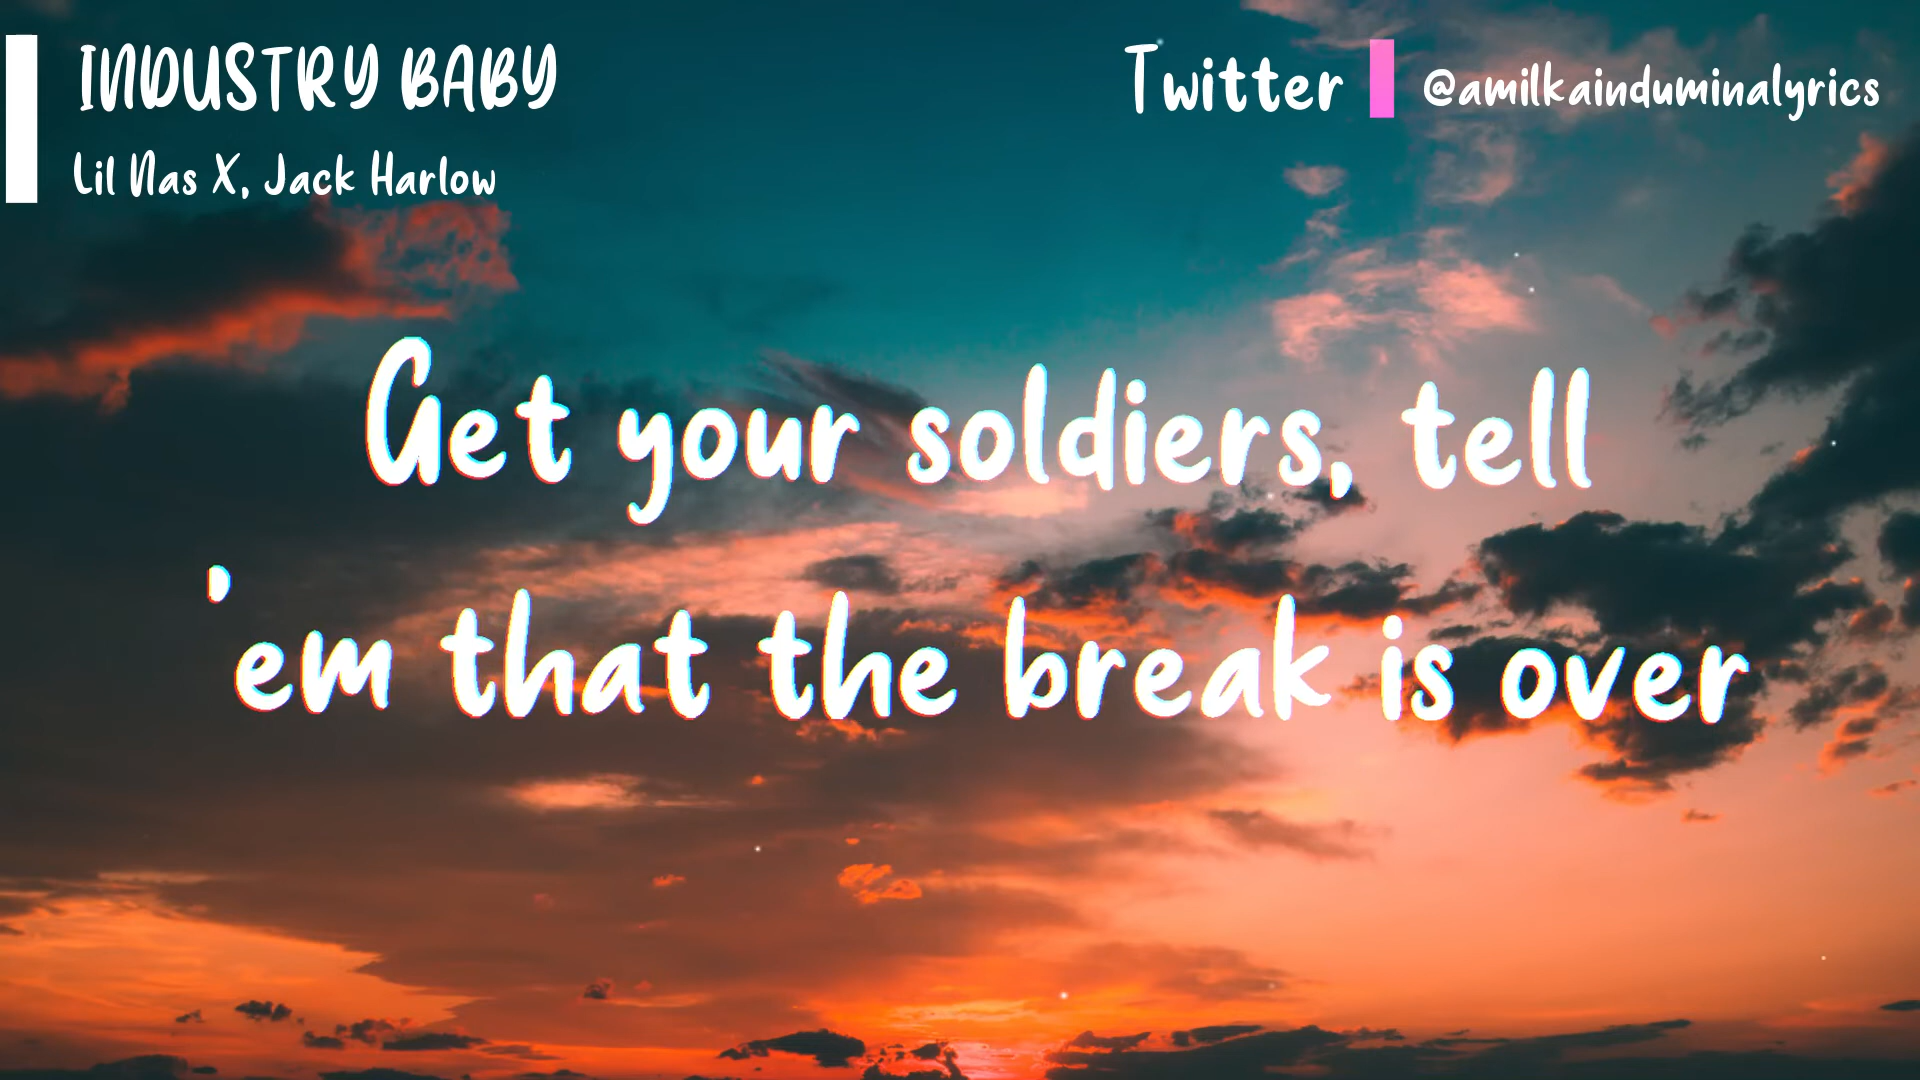 INDUSTRY BABY
Lil Nas X, Jack Harlow
Twitter @amilkainduminalyrics
Get your soldiers, tell
'em that the break is over